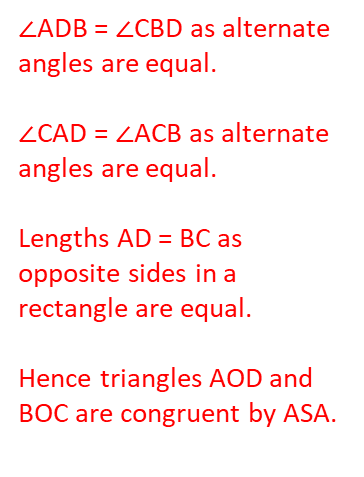 ∠ADB = ∠CBD as alternate
angles are equal.
∠CAD = ∠ACB as alternate
angles are equal.
Lengths AD = BC as
opposite sides in a
rectangle are equal.
Hence triangles AOD and
BOC are congruent by ASA.